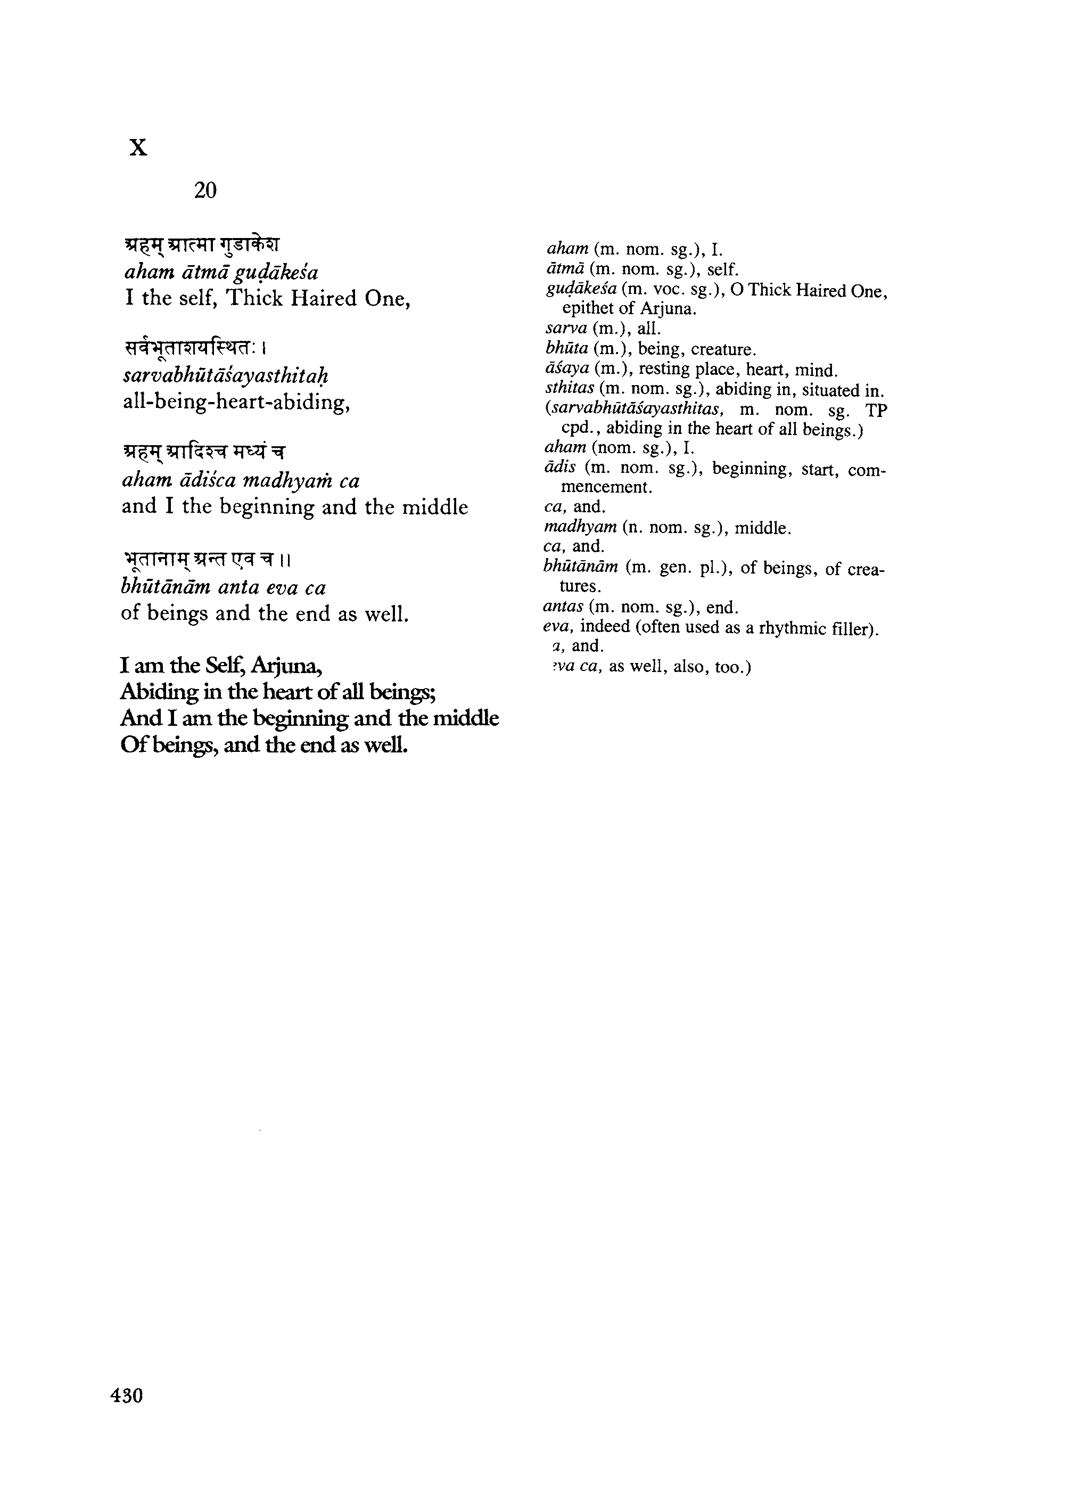 X
20
अहम् आत्मा गुडाकेश
aham ātmā guḍākeśa
I the self, Thick Haired One,
सर्वभूताशयस्थितः ।
sarvabhūtāśayasthitaḥ
all-being-heart-abiding,
अहम् आदिश्च मध्यं च
aham ādiśca madhyaṁ ca
and I the beginning and the middle
भूतानाम् अन्त एव च ।।
bhūtānām anta eva ca
of beings and the end as well.
I am the Self, Arjuna,
Abiding in the heart of all beings;
And I am the beginning and the middle
Of beings, and the end as well.
aham (m. nom. sg.), I.
ātmā (m. nom. sg.), self.
guḍākeśa (m. voc. sg.), O Thick Haired One,
epithet of Arjuna.
sarva (m.), all.
bhūta (m.), being, creature.
āśaya (m.), resting place, heart, mind.
sthitas (m. nom. sg.), abiding in, situated in.
(sarvabhūtāśayasthitas, m. nom. sg. TP
cpd., abiding in the heart of all beings.)
aham (nom. sg.), I.
ādis (m. nom. sg.), beginning, start, com-
mencement.
ca, and.
madhyam (n. nom. sg.), middle.
ca, and.
bhūtānām (m. gen. pl.), of beings, of crea-
tures.
antas (m. nom. sg.), end.
eva, indeed (often used as a rhythmic filler).
a, and.
va ca, as well, also, too.)
430